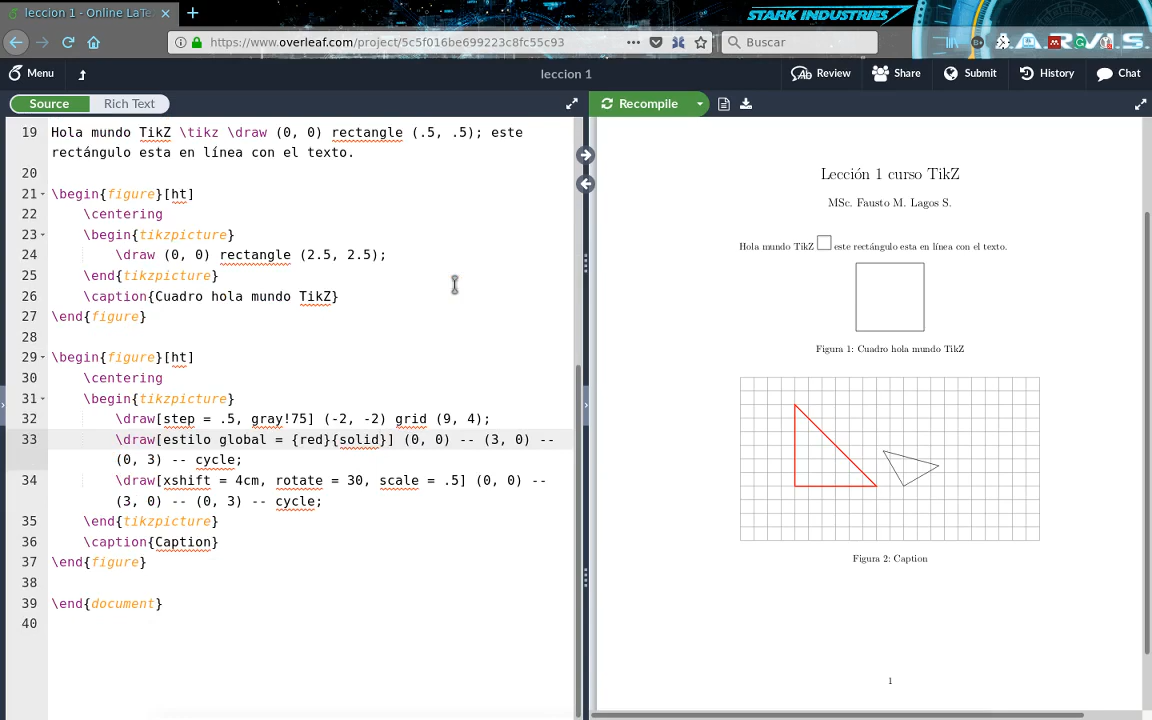 leccion 1 - Online LaTe
STARK INDUSTRIES
https://www.overleaf.com/project/5c5f016be699223c8fc55c93
Buscar
J.A.R.V.I.S.
Menu
leccion 1
Review
Share
Submit
History
Chat
Source
Rich Text
Recompile
19 Hola mundo TikZ \tikz \draw (0, 0) rectangle (.5, .5); este
rectángulo esta en línea con el texto.
20
21 \begin{figure}[ht]
22 \centering
23 \begin{tikzpicture}
24 \draw (0, 0) rectangle (2.5, 2.5);
25 \end{tikzpicture}
26 \caption{Cuadro hola mundo TikZ}
27 \end{figure}
28
29 \begin{figure}[ht]
30 \centering
31 \begin{tikzpicture}
32 \draw[step = .5, gray!75] (-2, -2) grid (9, 4);
33 \draw[estilo global = {red}{solid}] (0, 0) -- (3, 0) --
(0, 3) -- cycle;
34 \draw[xshift = 4cm, rotate = 30, scale = .5] (0, 0) --
(3, 0) -- (0, 3) -- cycle;
35 \end{tikzpicture}
36 \caption{Caption}
37 \end{figure}
38
39 \end{document}
40
Lección 1 curso TikZ
MSc. Fausto M. Lagos S.
Hola mundo TikZ este rectángulo esta en línea con el texto.
Figura 1: Cuadro hola mundo TikZ
Figura 2: Caption
1